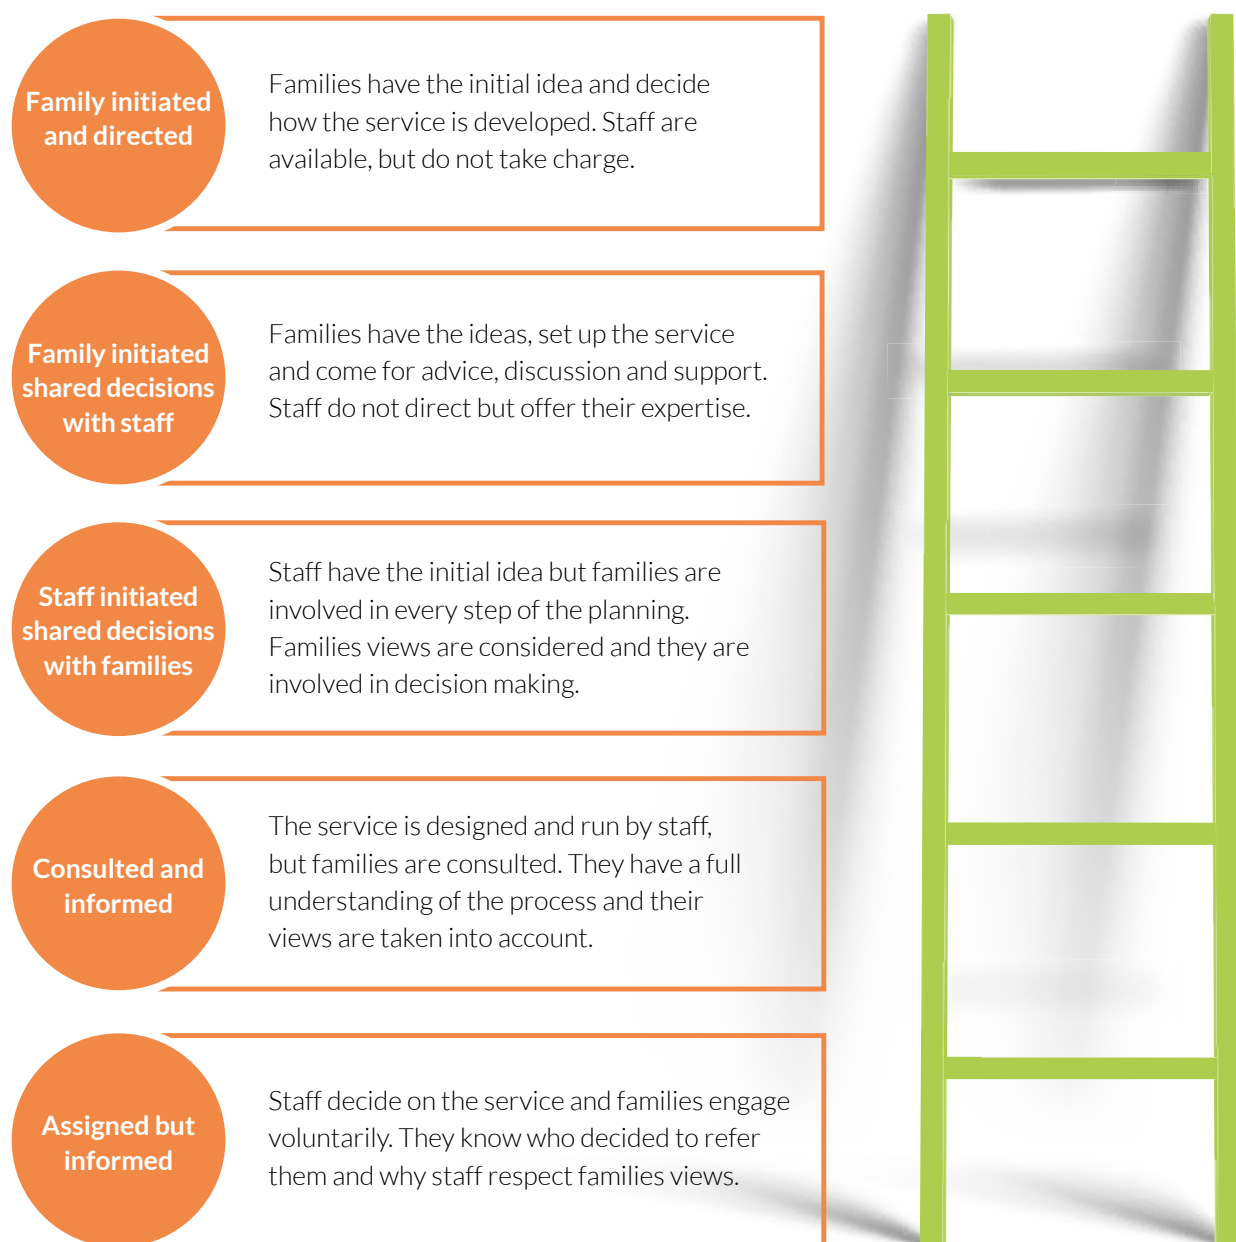 Family initiated
and directed
Families have the initial idea and decide
how the service is developed. Staff are
available, but do not take charge.
Family initiated
shared decisions
with staff
Families have the ideas, set up the service
and come for advice, discussion and support.
Staff do not direct but offer their expertise.
Staff initiated
shared decisions
with families
Staff have the initial idea but families are
involved in every step of the planning.
Families views are considered and they are
involved in decision making.
Consulted and
informed
The service is designed and run by staff,
but families are consulted. They have a full
understanding of the process and their
views are taken into account.
Assigned but
informed
Staff decide on the service and families engage
voluntarily. They know who decided to refer
them and why staff respect families views.